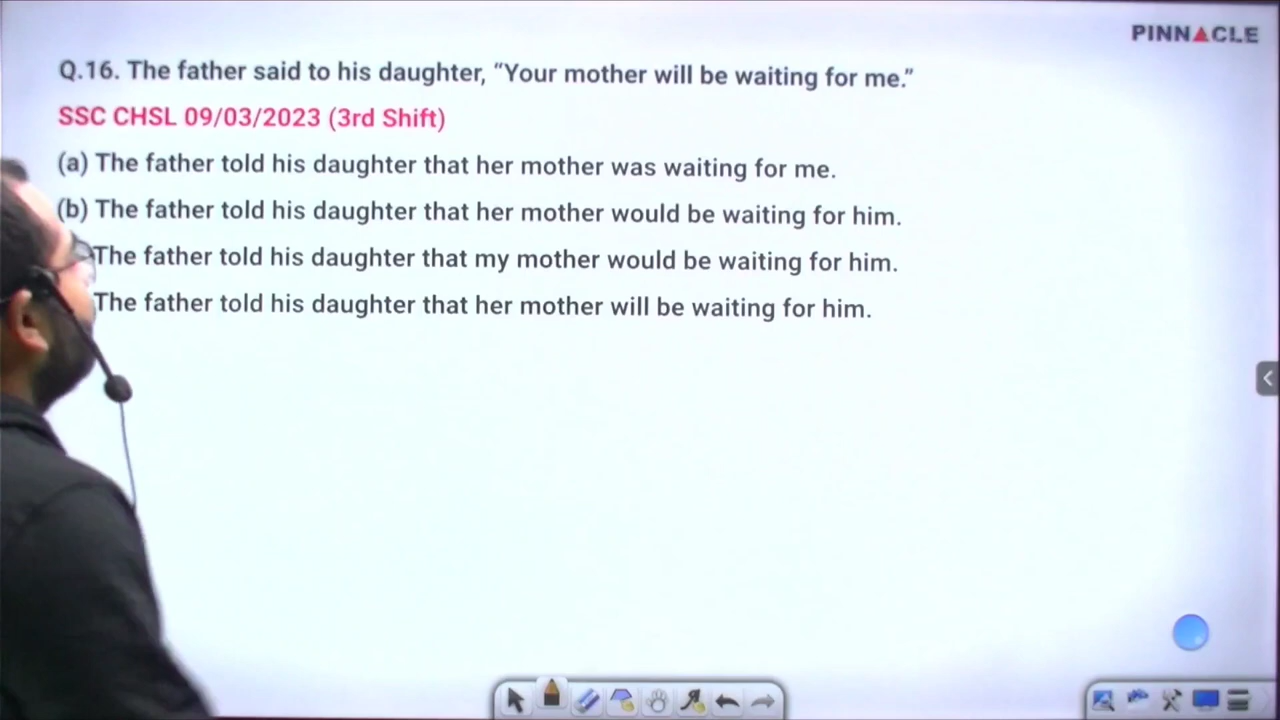 PINNACLE
Q.16. The father said to his daughter, “Your mother will be waiting for me.”
SSC CHSL 09/03/2023 (3rd Shift)
(a) The father told his daughter that her mother was waiting for me.
(b) The father told his daughter that her mother would be waiting for him.
The father told his daughter that my mother would be waiting for him.
The father told his daughter that her mother will be waiting for him.